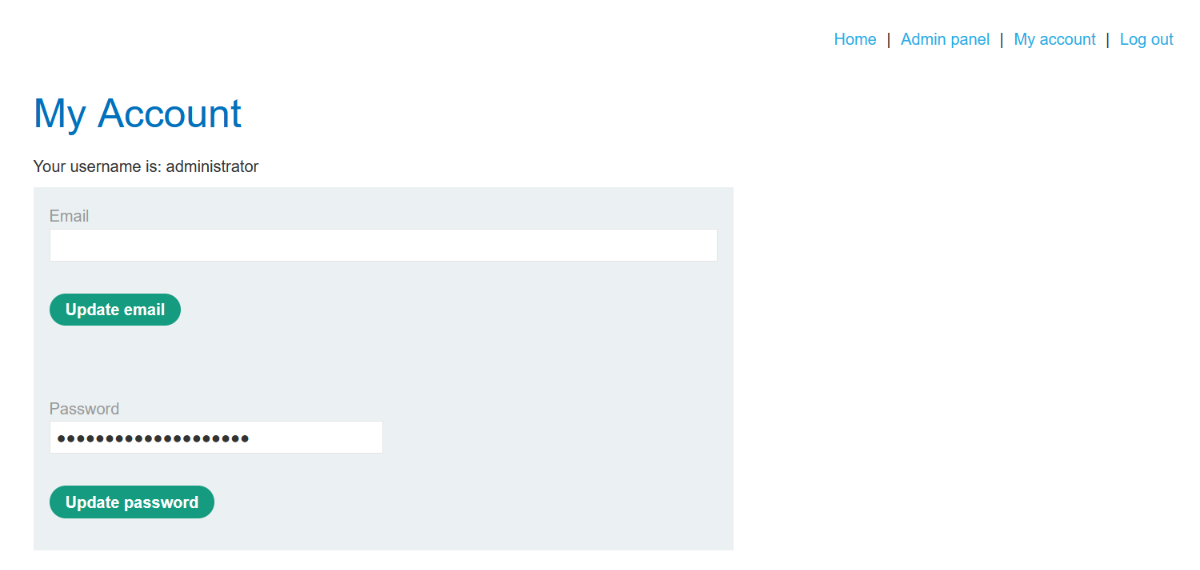 Home | Admin panel | My account | Log out
My Account
Your username is: administrator
Email
Update email
Password
••••••••••••••••••••
Update password